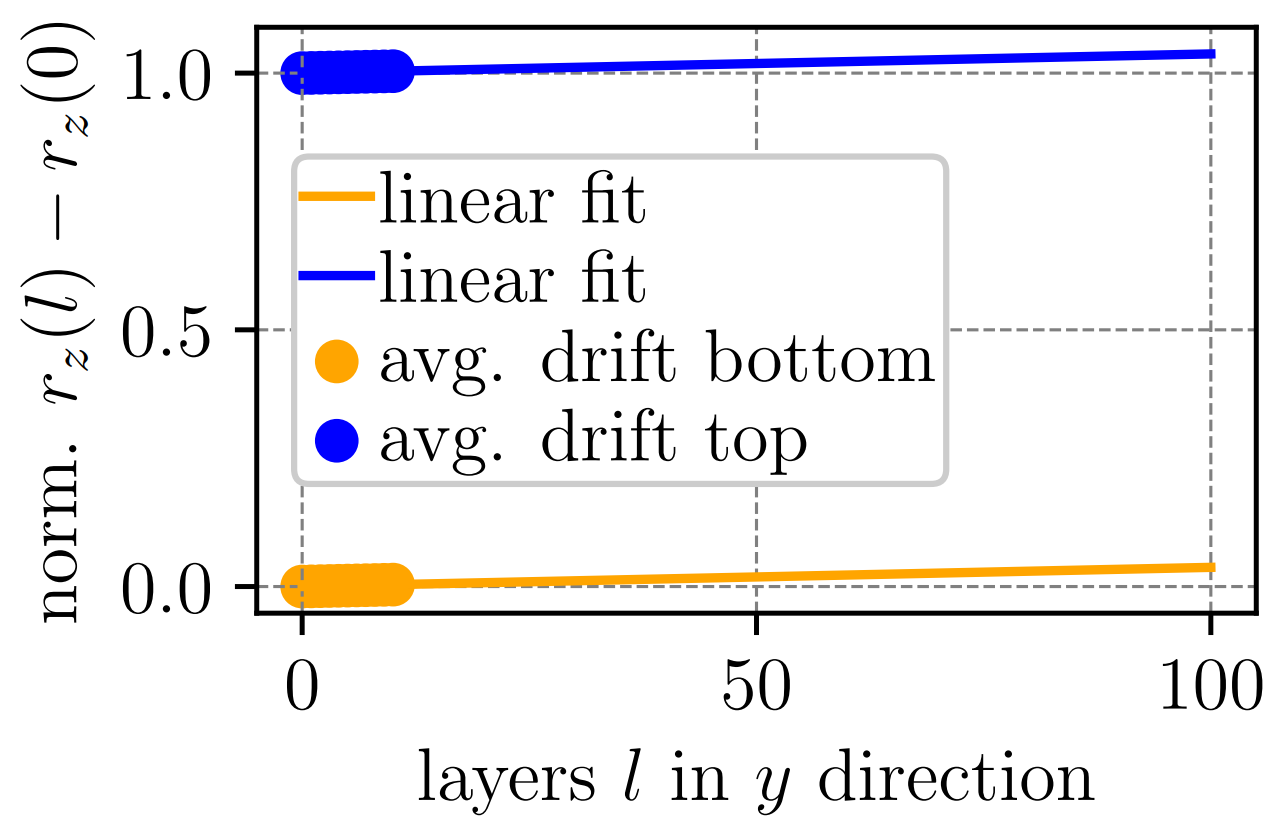 norm. r_z(l) − r_z(0)
1.0
0.5
0.0
linear fit
linear fit
avg. drift bottom
avg. drift top
0 50 100
layers l in y direction